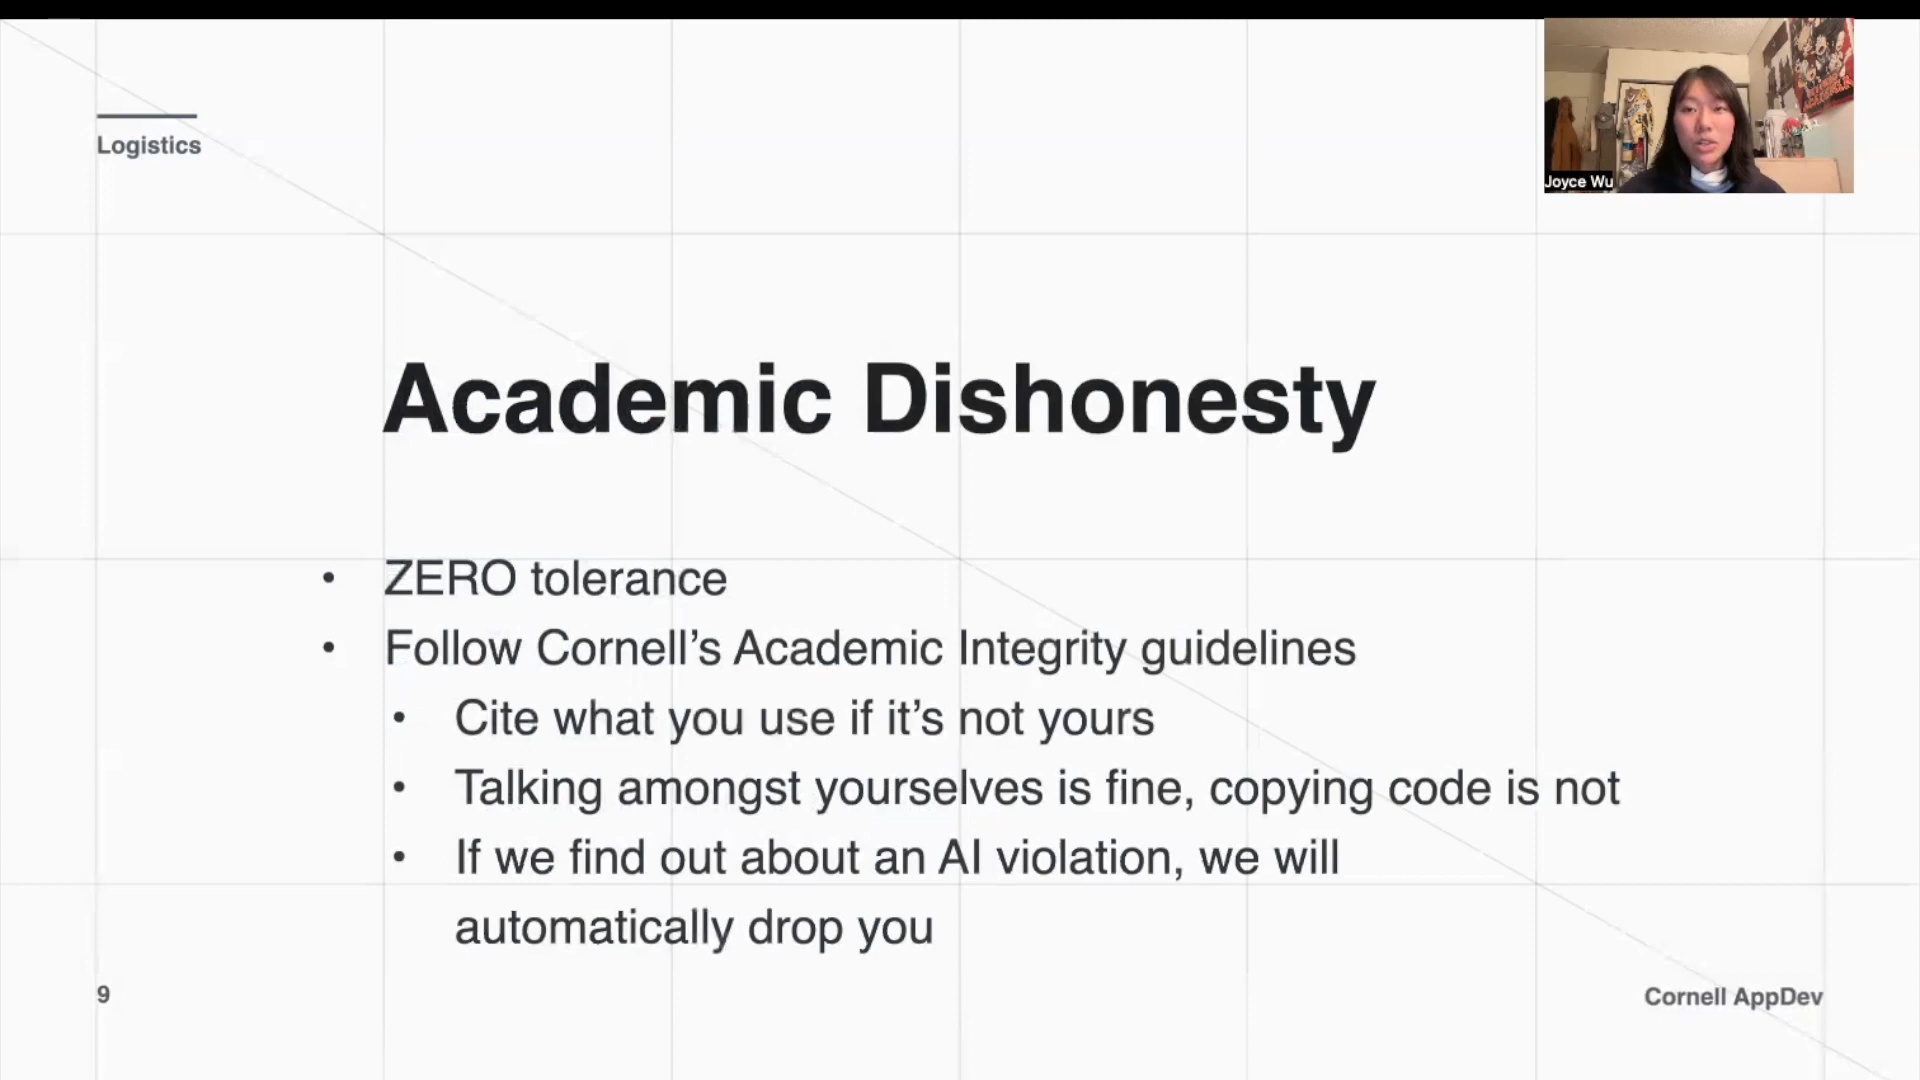 Logistics
Joyce Wu
Academic Dishonesty
• ZERO tolerance
• Follow Cornell’s Academic Integrity guidelines
• Cite what you use if it’s not yours
• Talking amongst yourselves is fine, copying code is not
• If we find out about an AI violation, we will
automatically drop you
9
Cornell AppDev